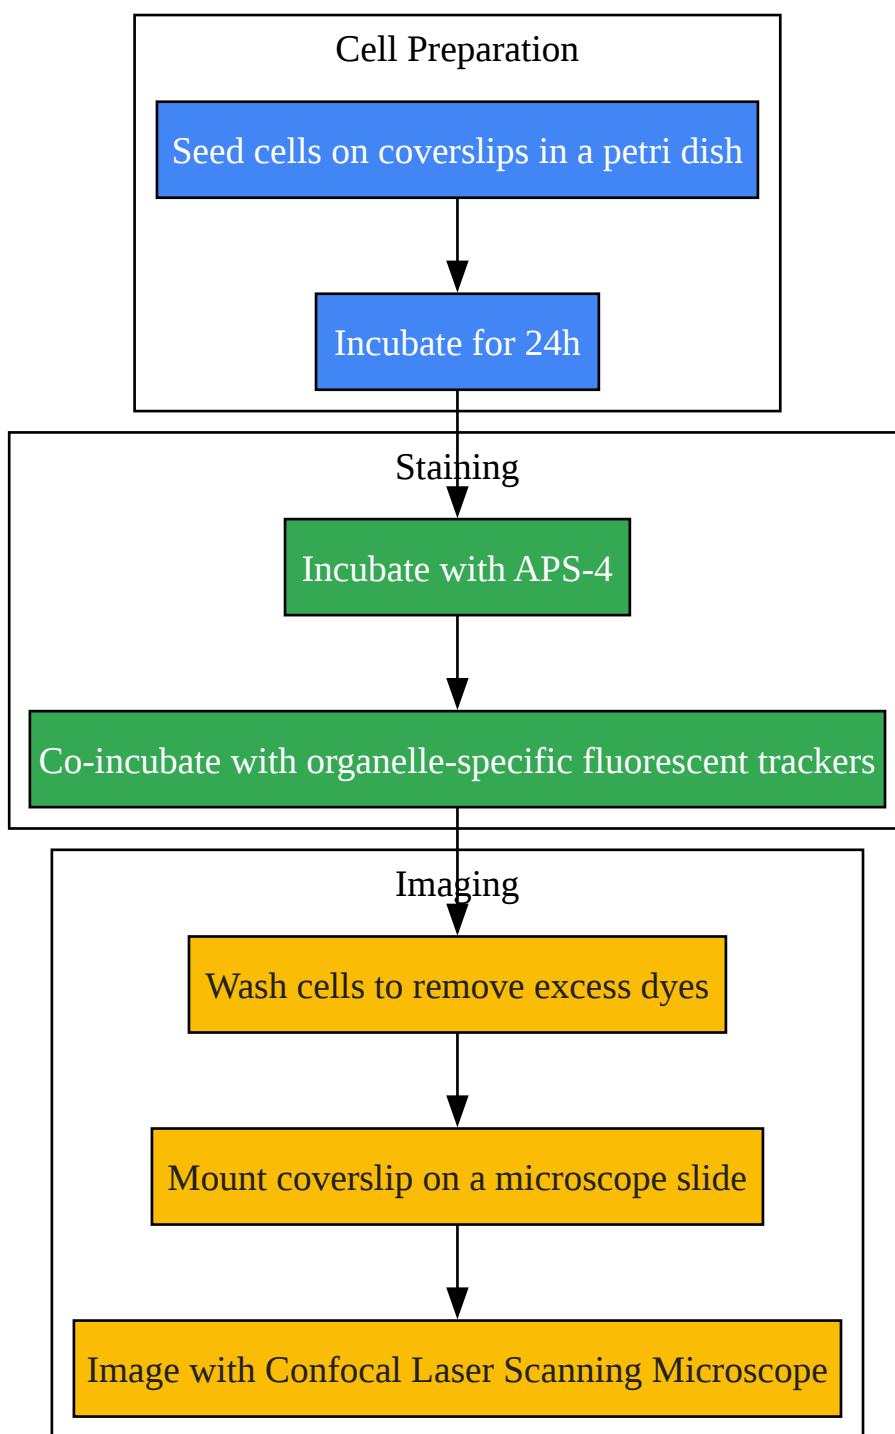 Cell Preparation
Seed cells on coverslips in a petri dish
Incubate for 24h
Staining
Incubate with APS-4
Co-incubate with organelle-specific fluorescent trackers
Imaging
Wash cells to remove excess dyes
Mount coverslip on a microscope slide
Image with Confocal Laser Scanning Microscope